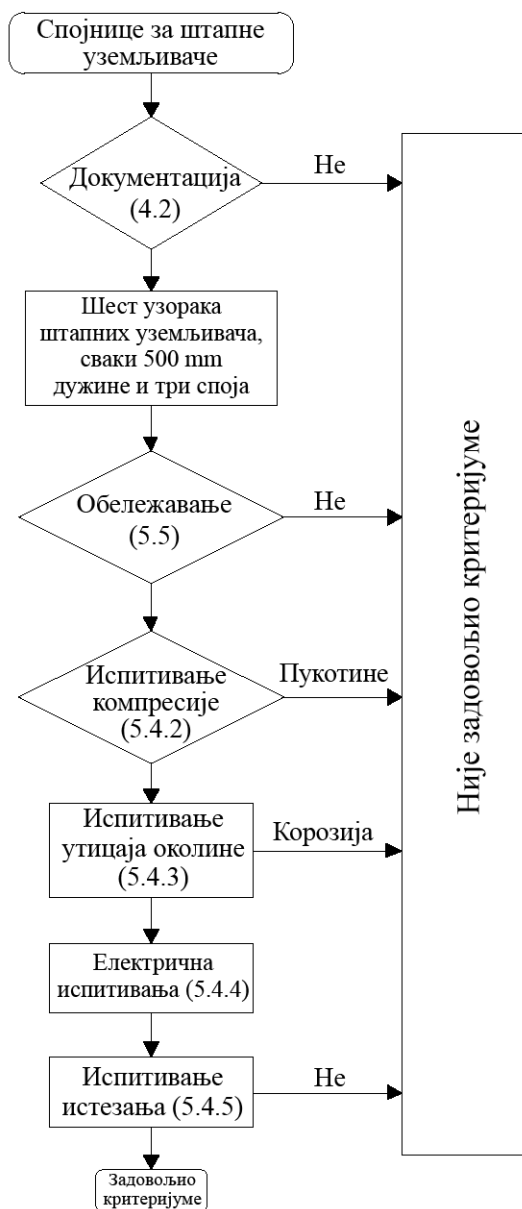 Спојнице за штапне
уземљиваче
Документација
(4.2)
Не
Шест узорака
штапних уземљивача,
сваки 500 mm
дужине и три споја
Обележавање
(5.5)
Не
Испитивање
компресије
(5.4.2)
Пукотине
Испитивање
утицаја околине
(5.4.3)
Корозија
Електрична
испитивања (5.4.4)
Испитивање
истезања (5.4.5)
Не
Задовољио
критеријуме
Није задовољио критеријуме